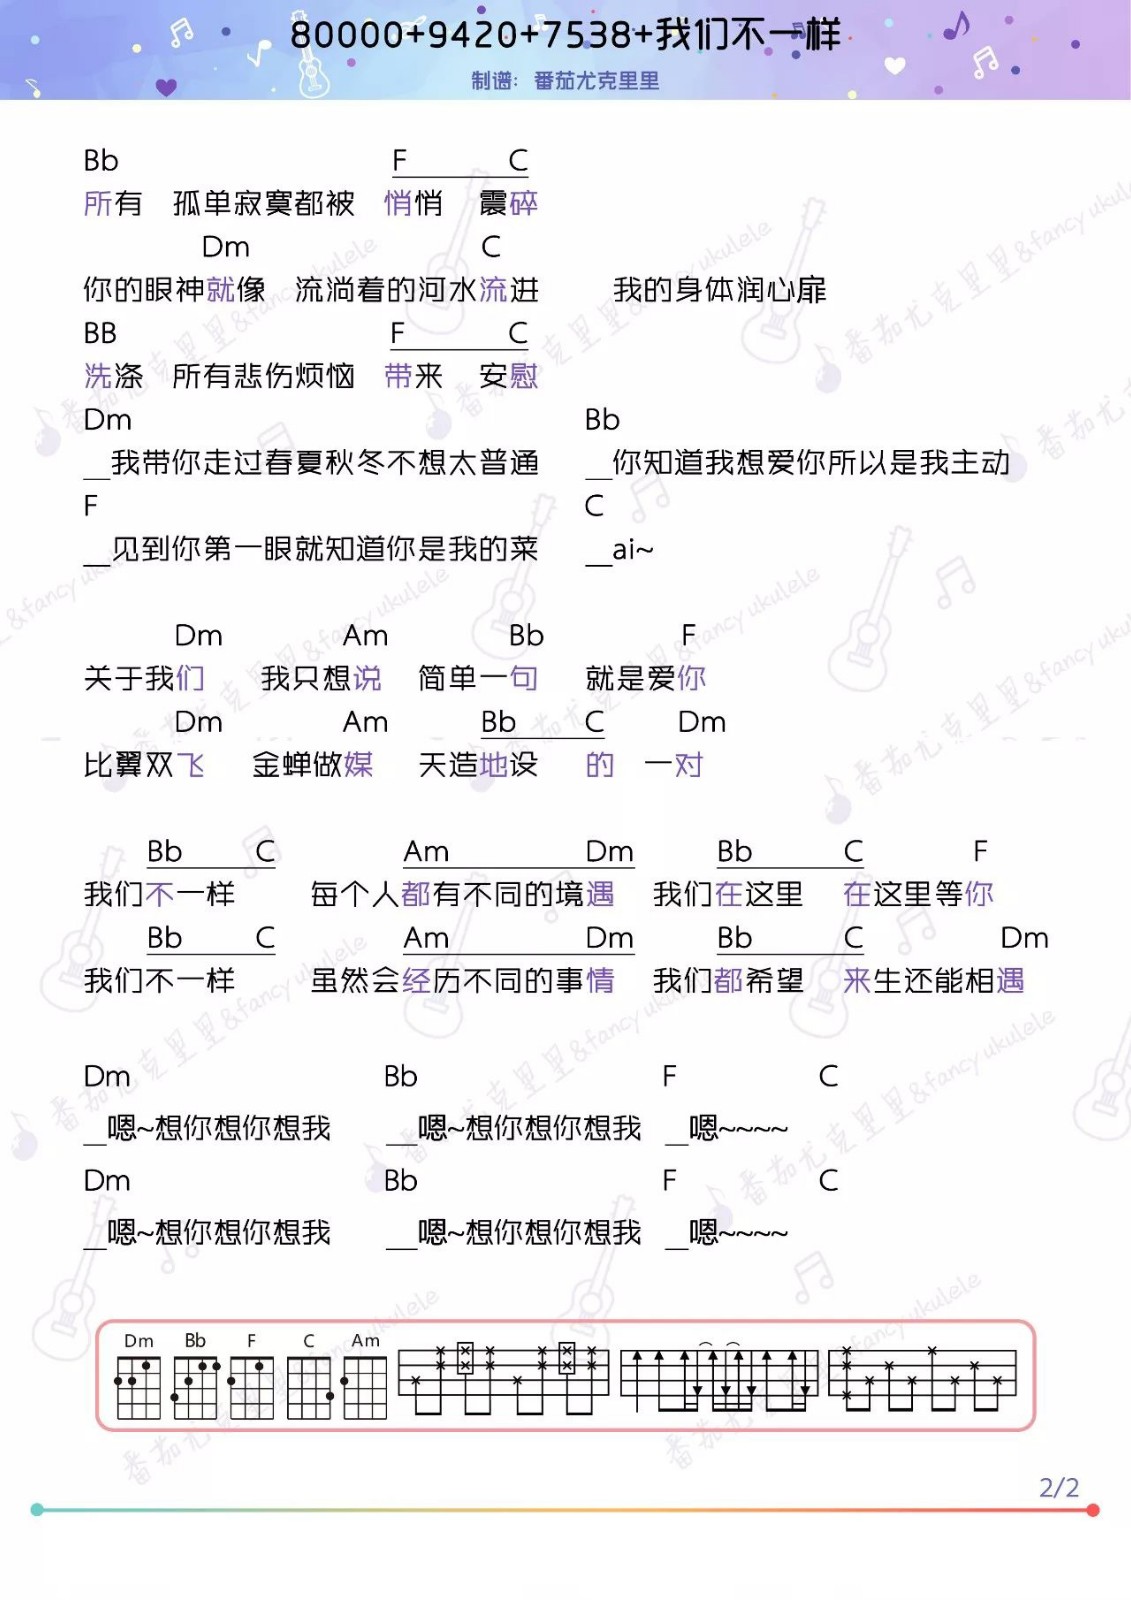 80000+9420+7538+我们不一样
制谱：番茄尤克里里
Bb F C
所有 孤单寂寞都被 悄悄 震碎
Dm C
你的眼神就像 流淌着的河水流进 我的身体润心扉
BB F C
洗涤 所有悲伤烦恼 带来 安慰
Dm Bb
__我带你走过春夏秋冬不想太普通 __你知道我想爱你所以是我主动
F C
__见到你第一眼就知道你是我的菜 __ai~
Dm Am Bb F
关于我们 我只想说 简单一句 就是爱你
Dm Am Bb C Dm
比翼双飞 金蝉做媒 天造地设 的 一对
Bb C Am Dm Bb C F
我们不一样 每个人都有不同的境遇 我们在这里 在这里等你
Bb C Am Dm Bb C Dm
我们不一样 虽然会经历不同的事情 我们都希望 来生还能相遇
Dm Bb F C
__嗯~想你想你想我 __嗯~想你想你想我 __嗯~~~~
Dm Bb F C
__嗯~想你想你想我 __嗯~想你想你想我 __嗯~~~~
Dm Bb F C Am
2/2
番茄尤克里里&fancy ukulele